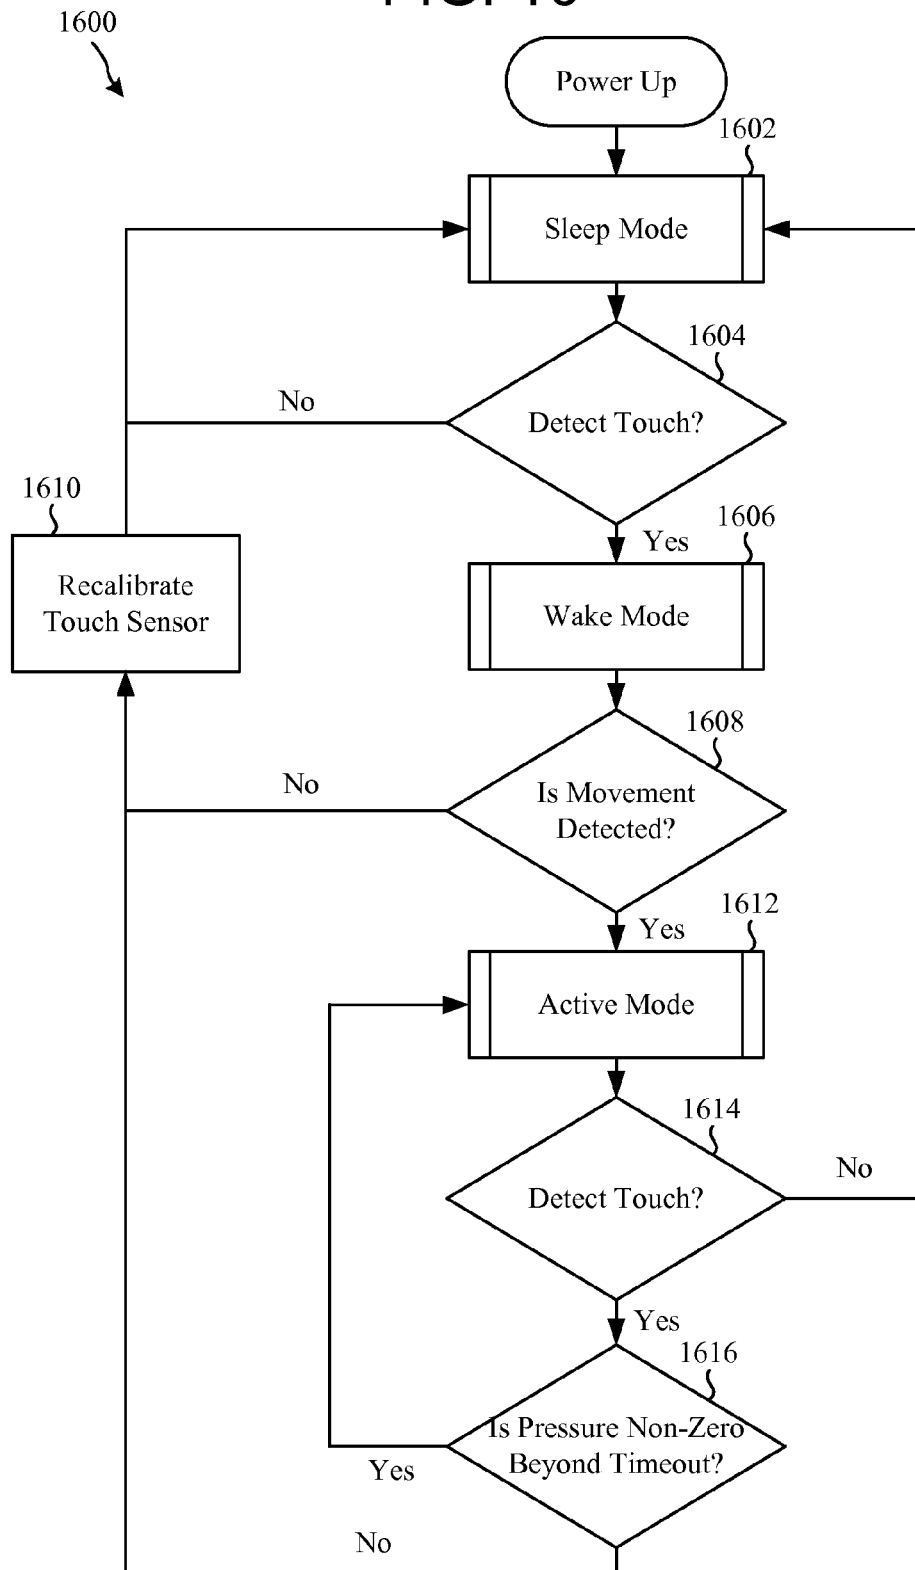 1600
Power Up
1602
Sleep Mode
1604
No
Detect Touch?
1610
1606
Yes
Recalibrate
Touch Sensor
Wake Mode
1608
No
Is Movement
Detected?
1612
Yes
Active Mode
1614
No
Detect Touch?
Yes
1616
Is Pressure Non-Zero
Beyond Timeout?
Yes
No